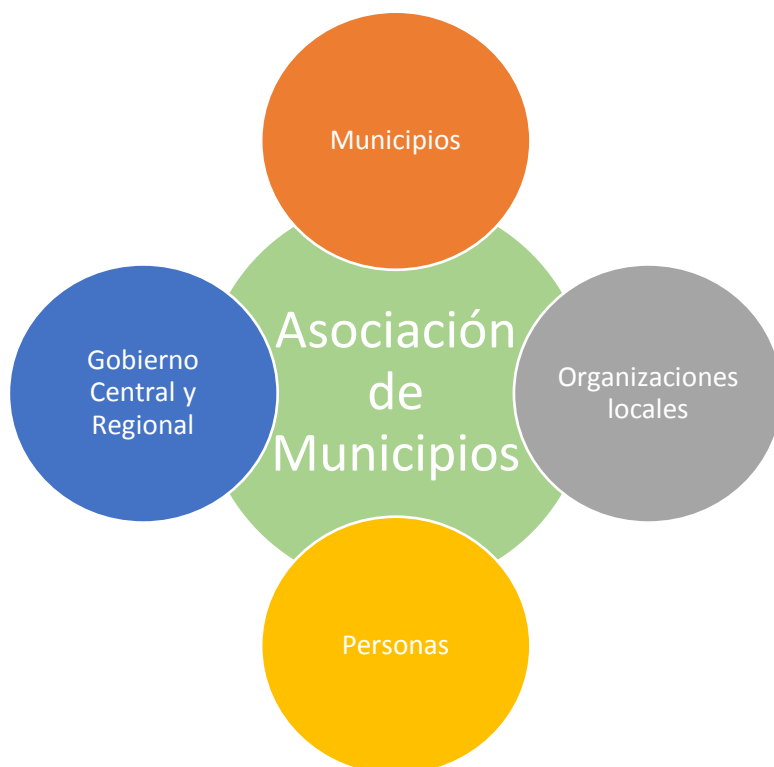 Municipios
Asociación
de
Municipios
Gobierno
Central y
Regional
Organizaciones
locales
Personas